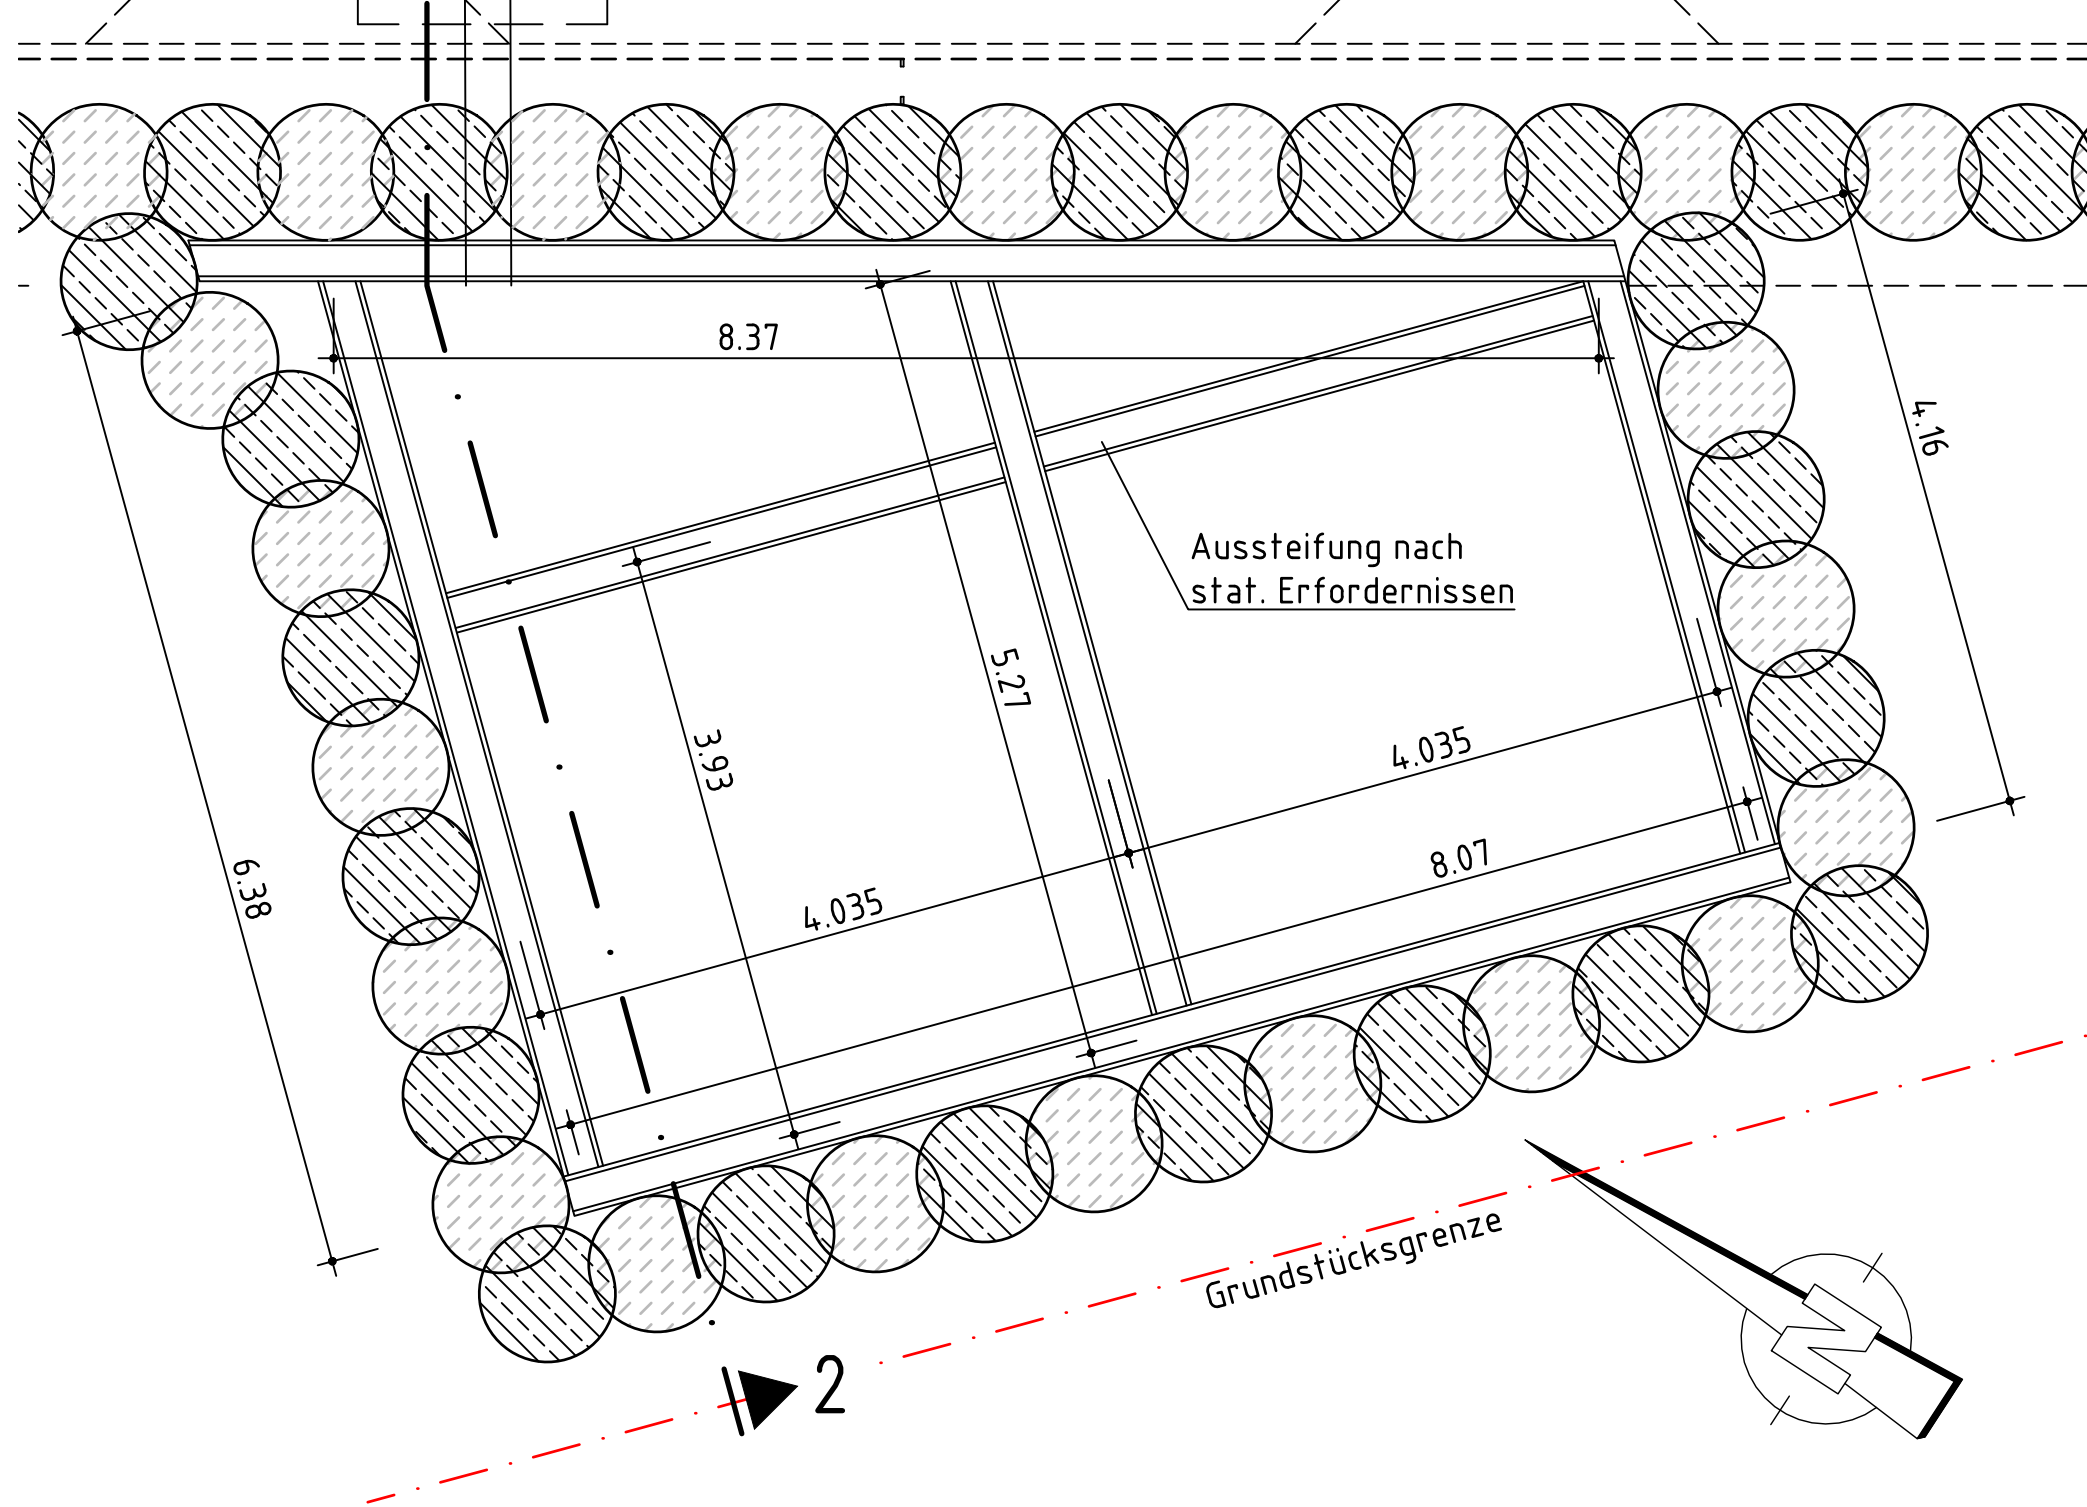 8.37
4.16
Aussteifung nach
stat. Erfordernissen
5.27
3.93
4.035
8.07
6.38
4.035
Grundstücksgrenze
2
N